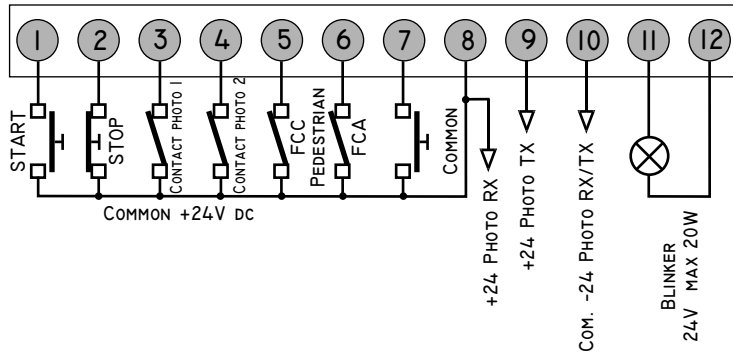 1 2 3 4 5 6 7 8 9 10 11 12
START
STOP
CONTACT PHOTO 1
CONTACT PHOTO 2
FCC
PEDESTRIAN
FCA
COMMON
COMMON +24V DC
+24 PHOTO RX
+24 PHOTO TX
COM. -24 PHOTO RX/TX
BLINKER
24V MAX 20W